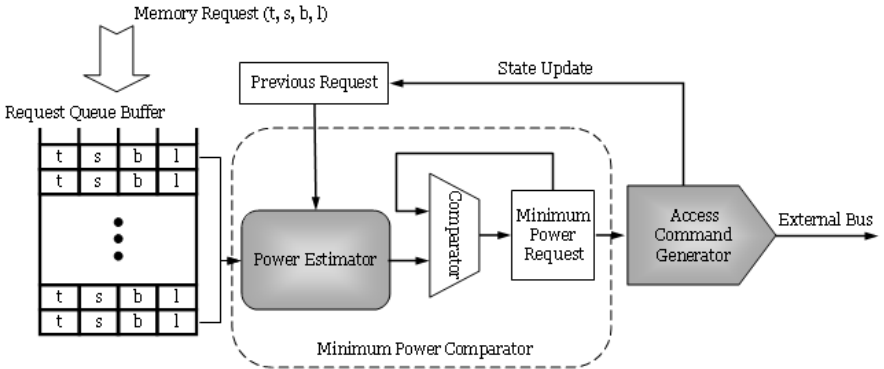 Memory Request (t, s, b, l)
State Update
Previous Request
Request Queue Buffer
t s b l
t s b l
t s b l
t s b l
Power Estimator
Comparator
Minimum
Power
Request
Access
Command
Generator
External Bus
Minimum Power Comparator